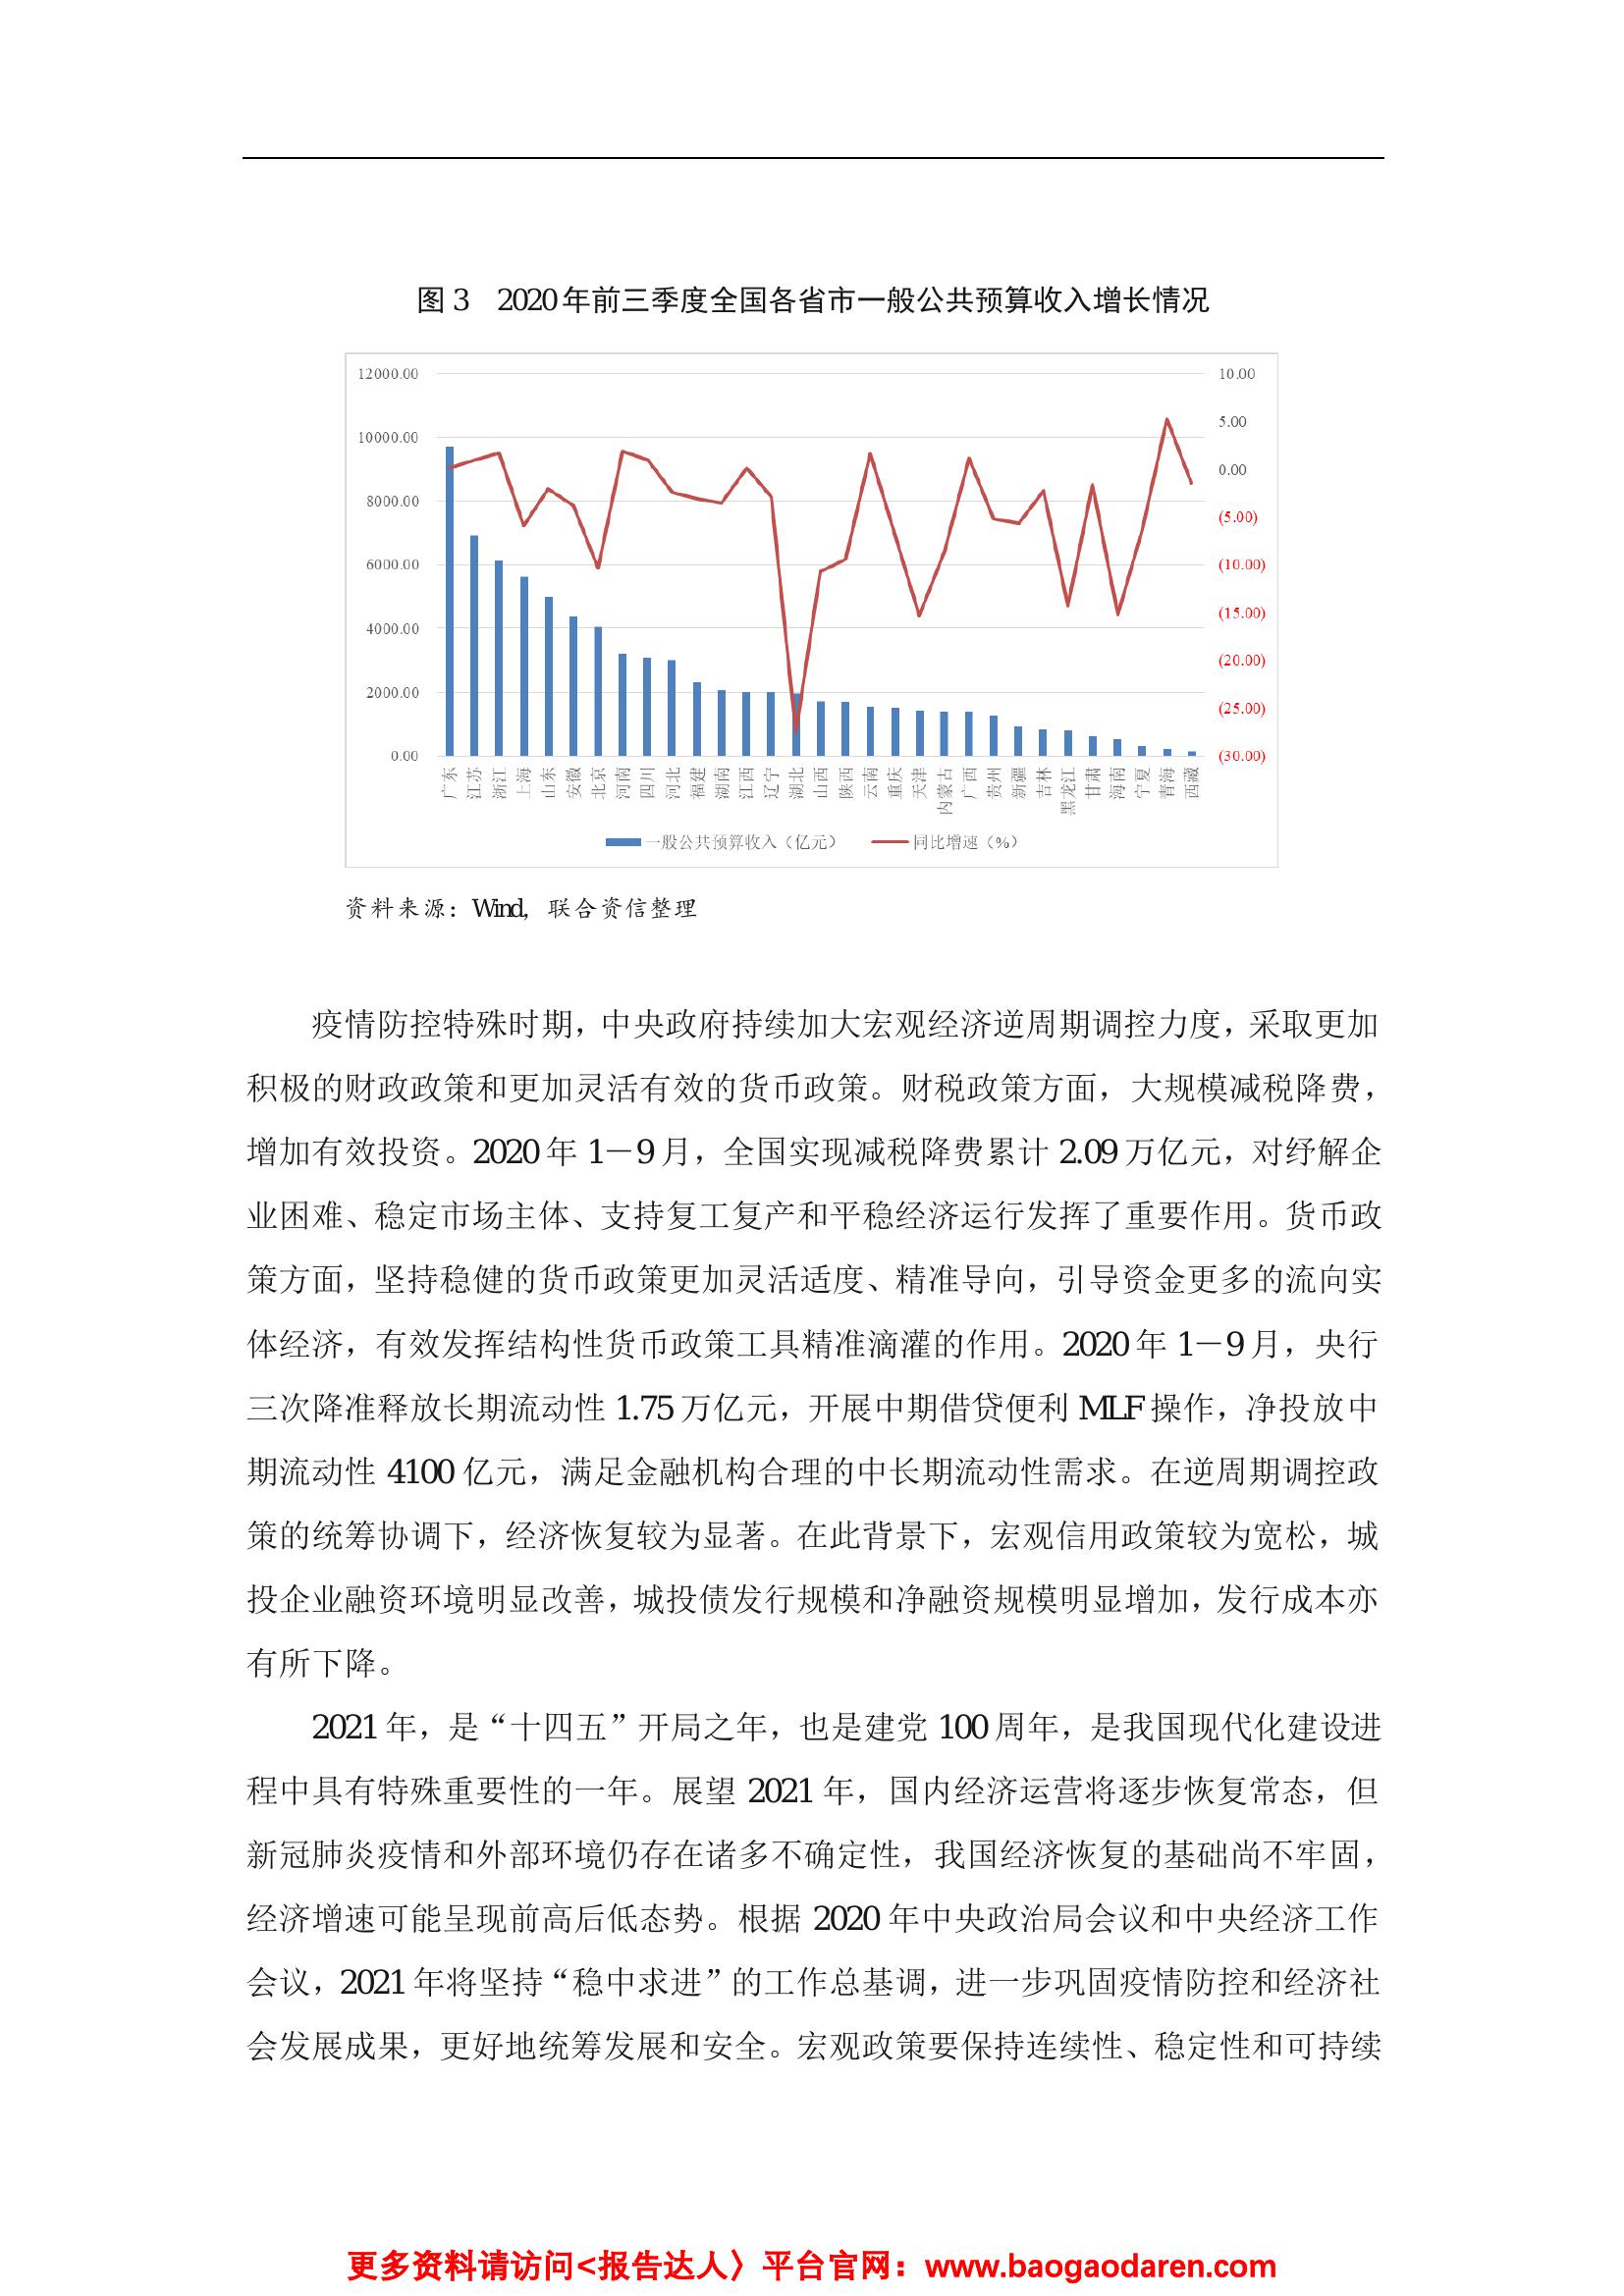 图 3 2020 年前三季度全国各省市一般公共预算收入增长情况
12000.00
10000.00
8000.00
6000.00
4000.00
2000.00
0.00
10.00
5.00
0.00
(5.00)
(10.00)
(15.00)
(20.00)
(25.00)
(30.00)
广东
江苏
浙江
上海
山东
安徽
北京
河南
四川
河北
福建
湖南
江西
辽宁
湖北
山西
陕西
云南
重庆
天津
内蒙古
广西
贵州
新疆
吉林
黑龙江
甘肃
海南
宁夏
青海
西藏
一般公共预算收入（亿元）
同比增速（%）
资料来源：Wind，联合资信整理
疫情防控特殊时期，中央政府持续加大宏观经济逆周期调控力度，采取更加
积极的财政政策和更加灵活有效的货币政策。财税政策方面，大规模减税降费，
增加有效投资。2020 年 1－9 月，全国实现减税降费累计 2.09 万亿元，对纾解企
业困难、稳定市场主体、支持复工复产和平稳经济运行发挥了重要作用。货币政
策方面，坚持稳健的货币政策更加灵活适度、精准导向，引导资金更多的流向实
体经济，有效发挥结构性货币政策工具精准滴灌的作用。2020 年 1－9 月，央行
三次降准释放长期流动性 1.75 万亿元，开展中期借贷便利 MLF 操作，净投放中
期流动性 4100 亿元，满足金融机构合理的中长期流动性需求。在逆周期调控政
策的统筹协调下，经济恢复较为显著。在此背景下，宏观信用政策较为宽松，城
投企业融资环境明显改善，城投债发行规模和净融资规模明显增加，发行成本亦
有所下降。
2021 年，是“十四五”开局之年，也是建党 100 周年，是我国现代化建设进
程中具有特殊重要性的一年。展望 2021 年，国内经济运营将逐步恢复常态，但
新冠肺炎疫情和外部环境仍存在诸多不确定性，我国经济恢复的基础尚不牢固，
经济增速可能呈现前高后低态势。根据 2020 年中央政治局会议和中央经济工作
会议，2021 年将坚持“稳中求进”的工作总基调，进一步巩固疫情防控和经济社
会发展成果，更好地统筹发展和安全。宏观政策要保持连续性、稳定性和可持续
更多资料请访问<报告达人〉平台官网：www.baogaodaren.com